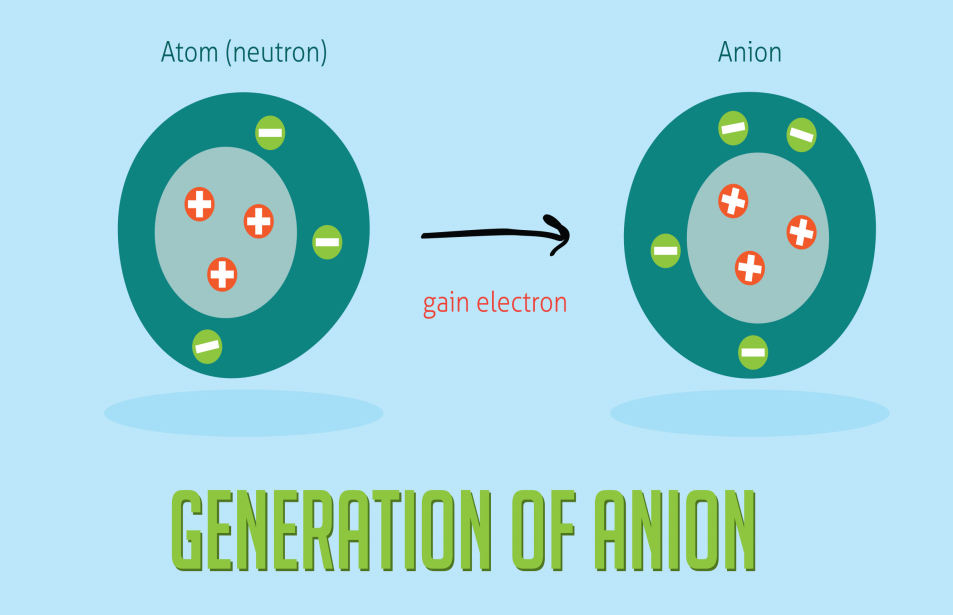 Atom (neutron)
Anion
gain electron
GENERATION OF ANION